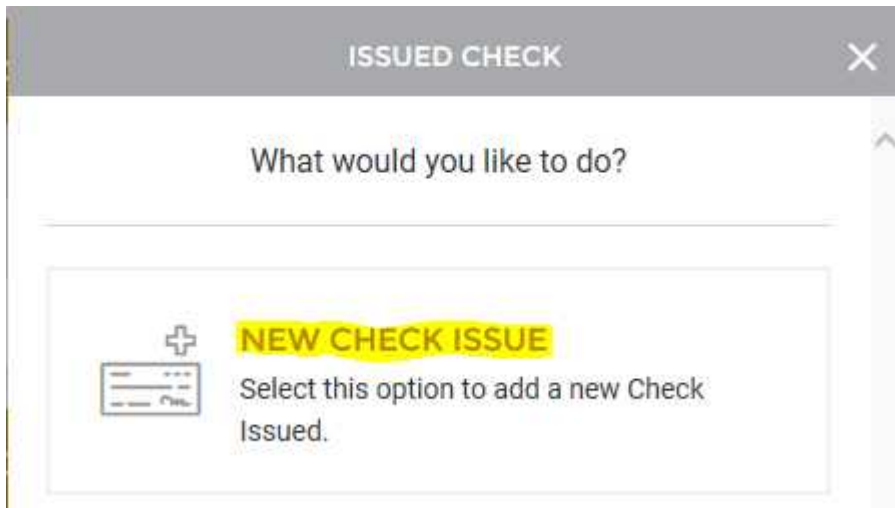 ISSUED CHECK
What would you like to do?
NEW CHECK ISSUE
Select this option to add a new Check
Issued.